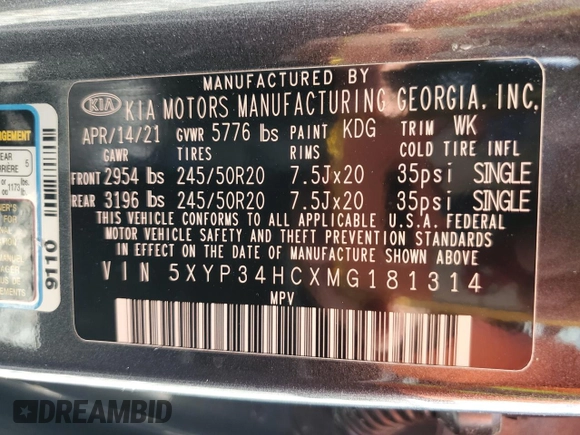 MANUFACTURED BY
KIA KIA MOTORS MANUFACTURING GEORGIA, INC.
APR/14/21 GVWR 5776 lbs PAINT KDG TRIM WK
GAWR TIRES RIMS COLD TIRE INFL
FRONT 2954 lbs 245/50R20 7.5Jx20 35psi SINGLE
REAR 3196 lbs 245/50R20 7.5Jx20 35psi SINGLE
THIS VEHICLE CONFORMS TO ALL APPLICABLE U.S.A. FEDERAL
MOTOR VEHICLE SAFETY AND THEFT PREVENTION STANDARDS
IN EFFECT ON THE DATE OF MANUFACTURE SHOWN ABOVE.
VIN 5XYP34HCXMG181314
MPV
9110
DREAMBID